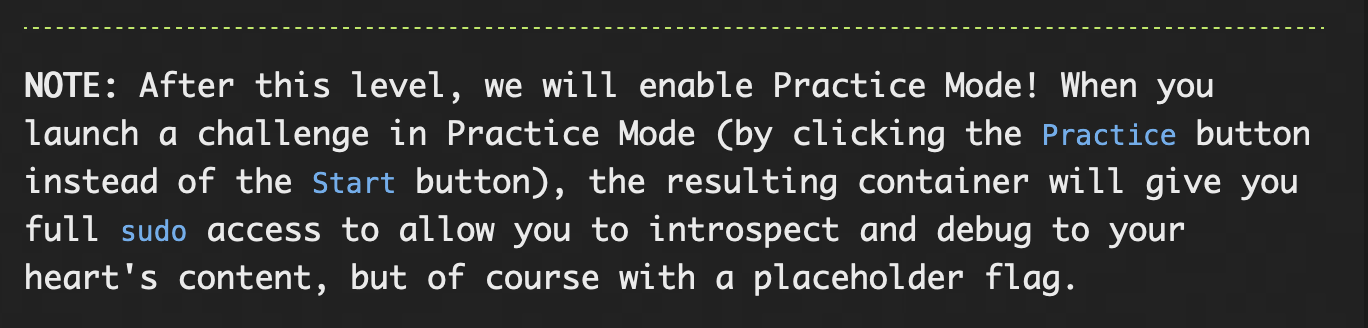 NOTE: After this level, we will enable Practice Mode! When you
launch a challenge in Practice Mode (by clicking the Practice button
instead of the Start button), the resulting container will give you
full sudo access to allow you to introspect and debug to your
heart's content, but of course with a placeholder flag.